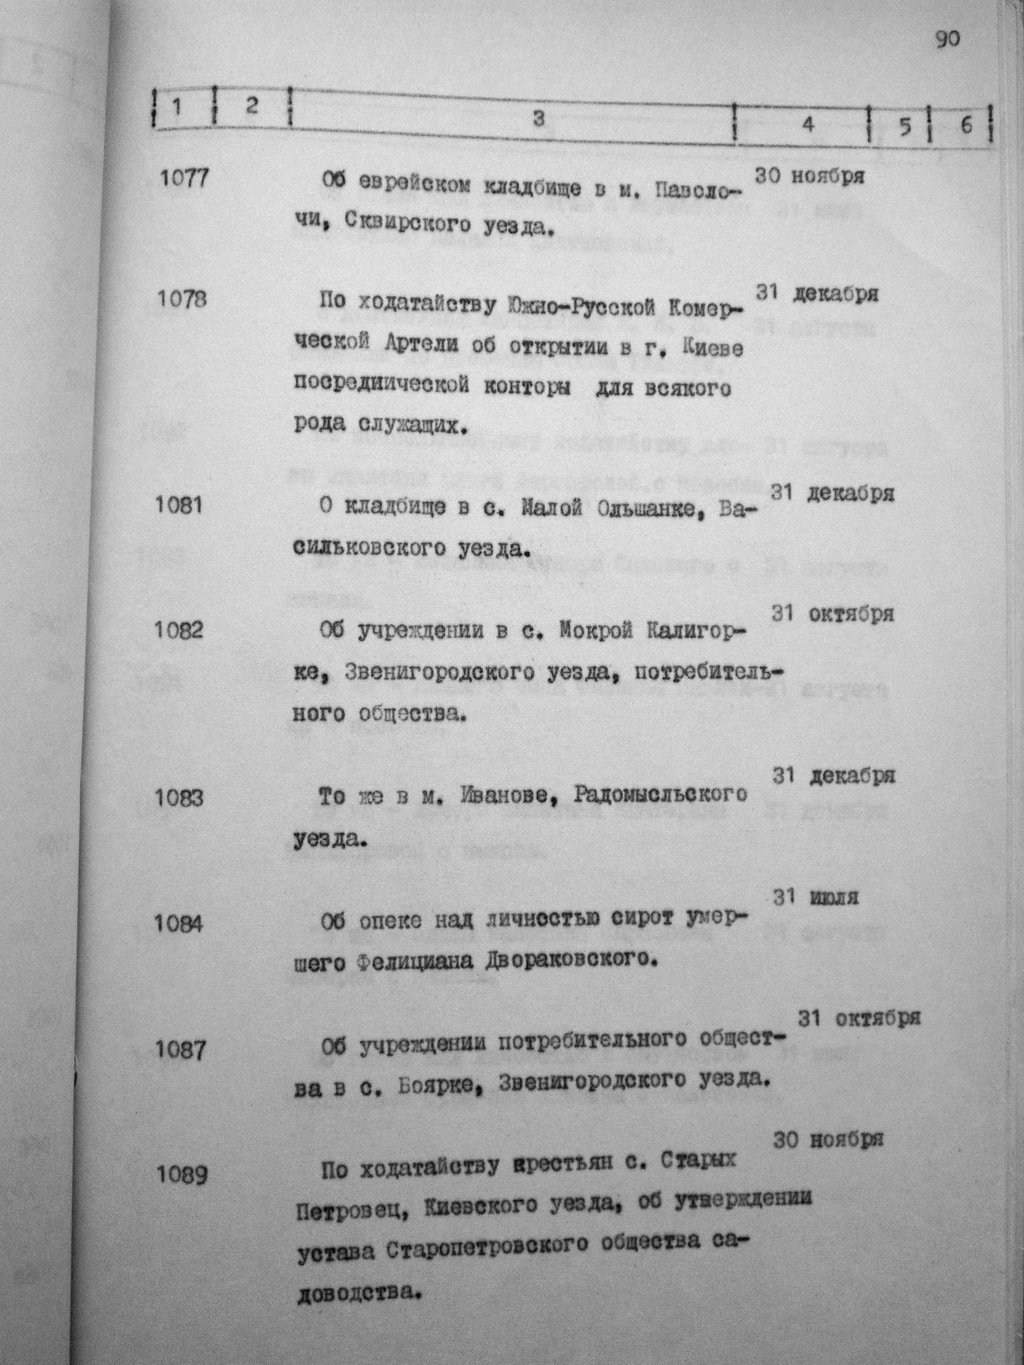 90
1 2 3 4 5 6
1077 Об еврейском кладбище в м. Паволо- 30 ноября
чи, Сквирского уезда.
1078 По ходатайству Южно-Русской Комер- 31 декабря
ческой Артели об открытии в г. Киеве
посредиической конторы для всякого
рода служащих.
1081 О кладбище в с. Малой Ольшанке, Ва- 31 декабря
сильковского уезда.
1082 Об учреждении в с. Мокрой Калигор- 31 октября
ке, Звенигородского уезда, потребитель-
ного общества.
1083 То же в м. Иванове, Радомысльского 31 декабря
уезда.
1084 Об опеке над личностью сирот умер- 31 июля
шего Фелициана Двораковского.
1087 Об учреждении потребительного общест- 31 октября
ва в с. Боярке, Звенигородского уезда.
1089 По ходатайству крестьян с. Старых 30 ноября
Петровец, Киевского уезда, об утверждении
устава Старопетровского общества са-
доводства.